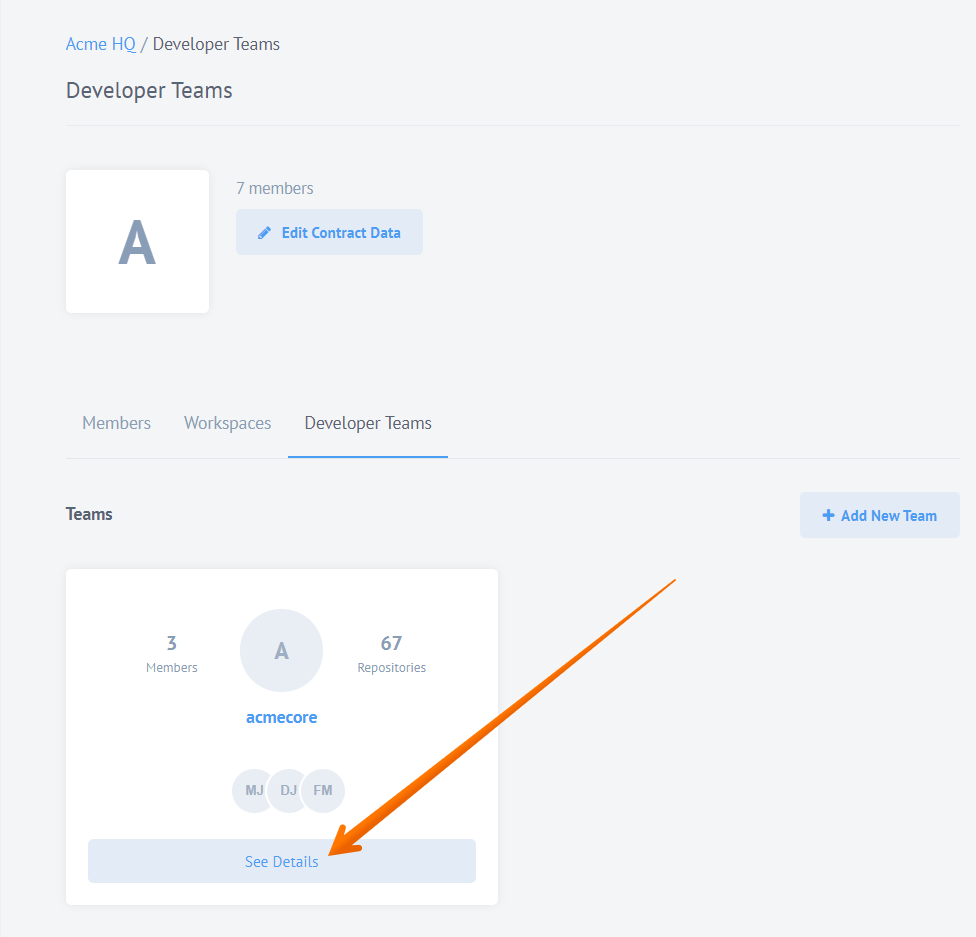 Acme HQ / Developer Teams
Developer Teams
A
7 members
Edit Contract Data
Members Workspaces Developer Teams
Teams
Add New Team
3
Members
A
67
Repositories
acmecore
MJ DJ FM
See Details